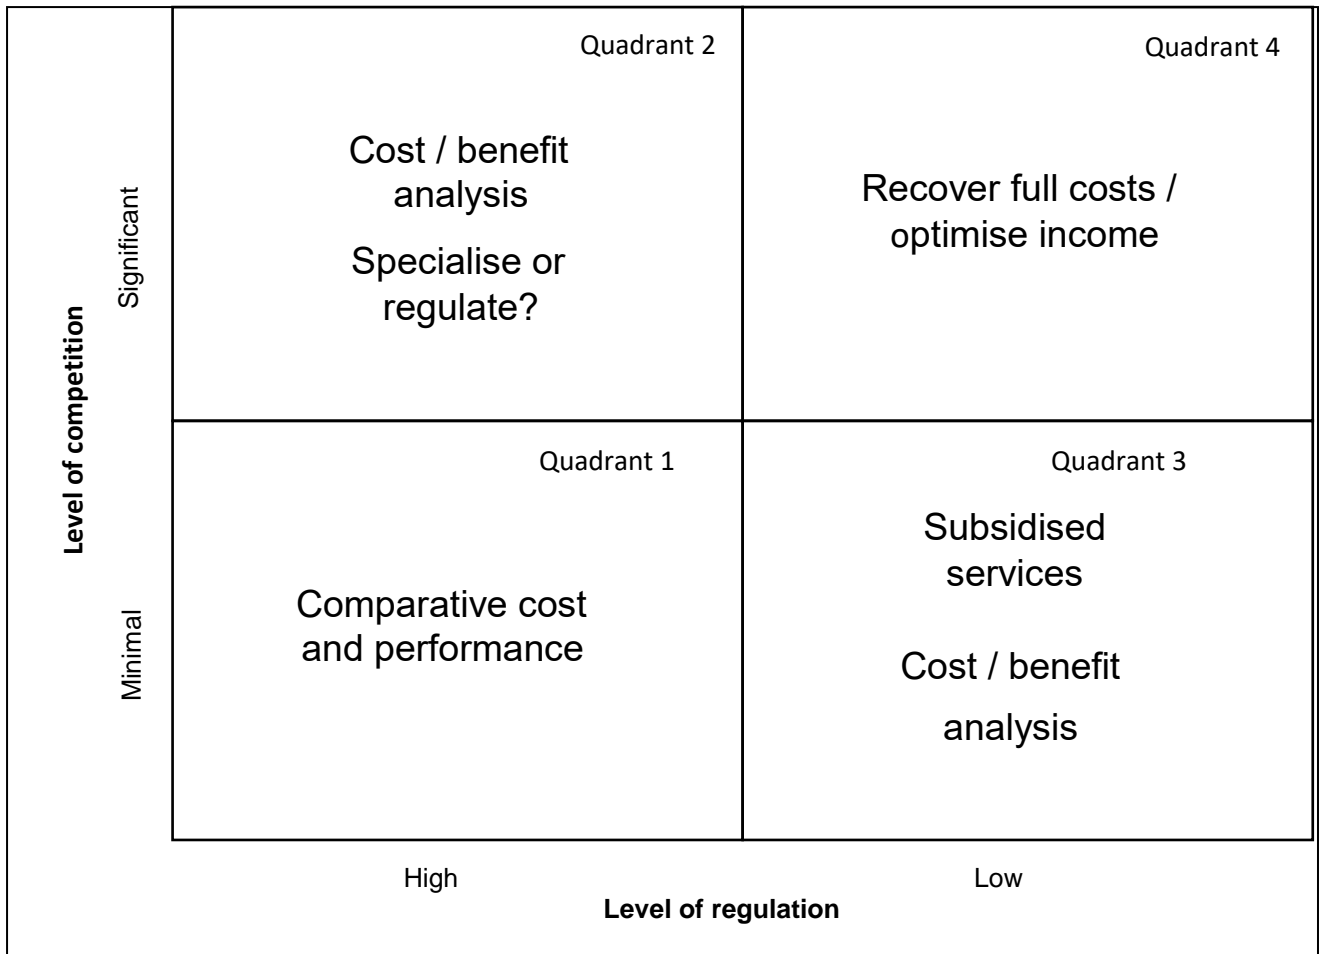 Quadrant 2
Cost / benefit
analysis
Specialise or
regulate?
Quadrant 4
Recover full costs /
optimise income
Significant
Level of competition
Minimal
Quadrant 1
Comparative cost
and performance
Quadrant 3
Subsidised
services
Cost / benefit
analysis
High
Low
Level of regulation